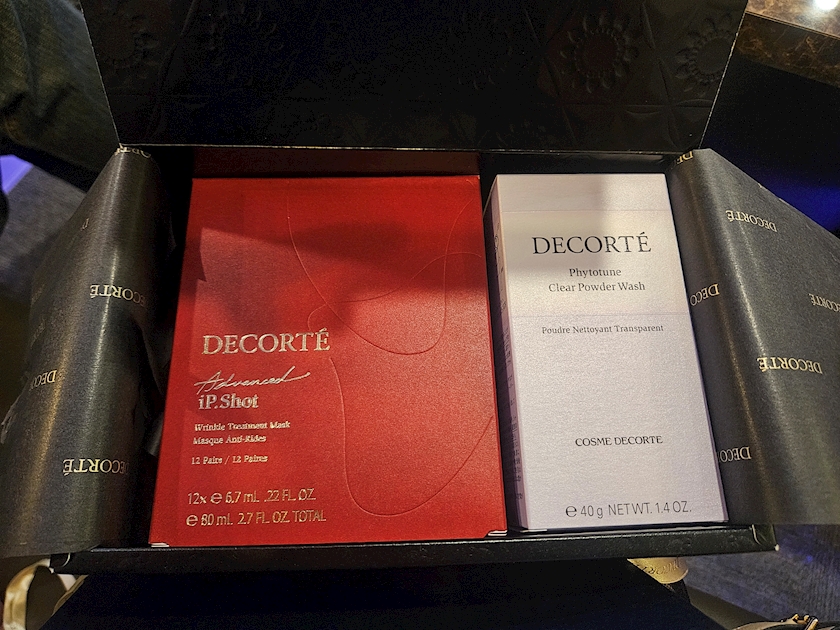 DECORTÉ
Advanced
iP.Shot
Wrinkle Treatment Mask
Masque Anti-Rides
12 Pairs / 12 Paires
12x ℮ 6.7 mL .22 FL. OZ.
℮ 80 mL 2.7 FL. OZ. TOTAL
DECORTÉ
Phytotune
Clear Powder Wash
Poudre Nettoyant Transparent
COSME DECORTE
℮ 40 g NET WT. 1.4 OZ.
DECORTÉ
DECORTÉ
DECORTÉ
DECORTÉ